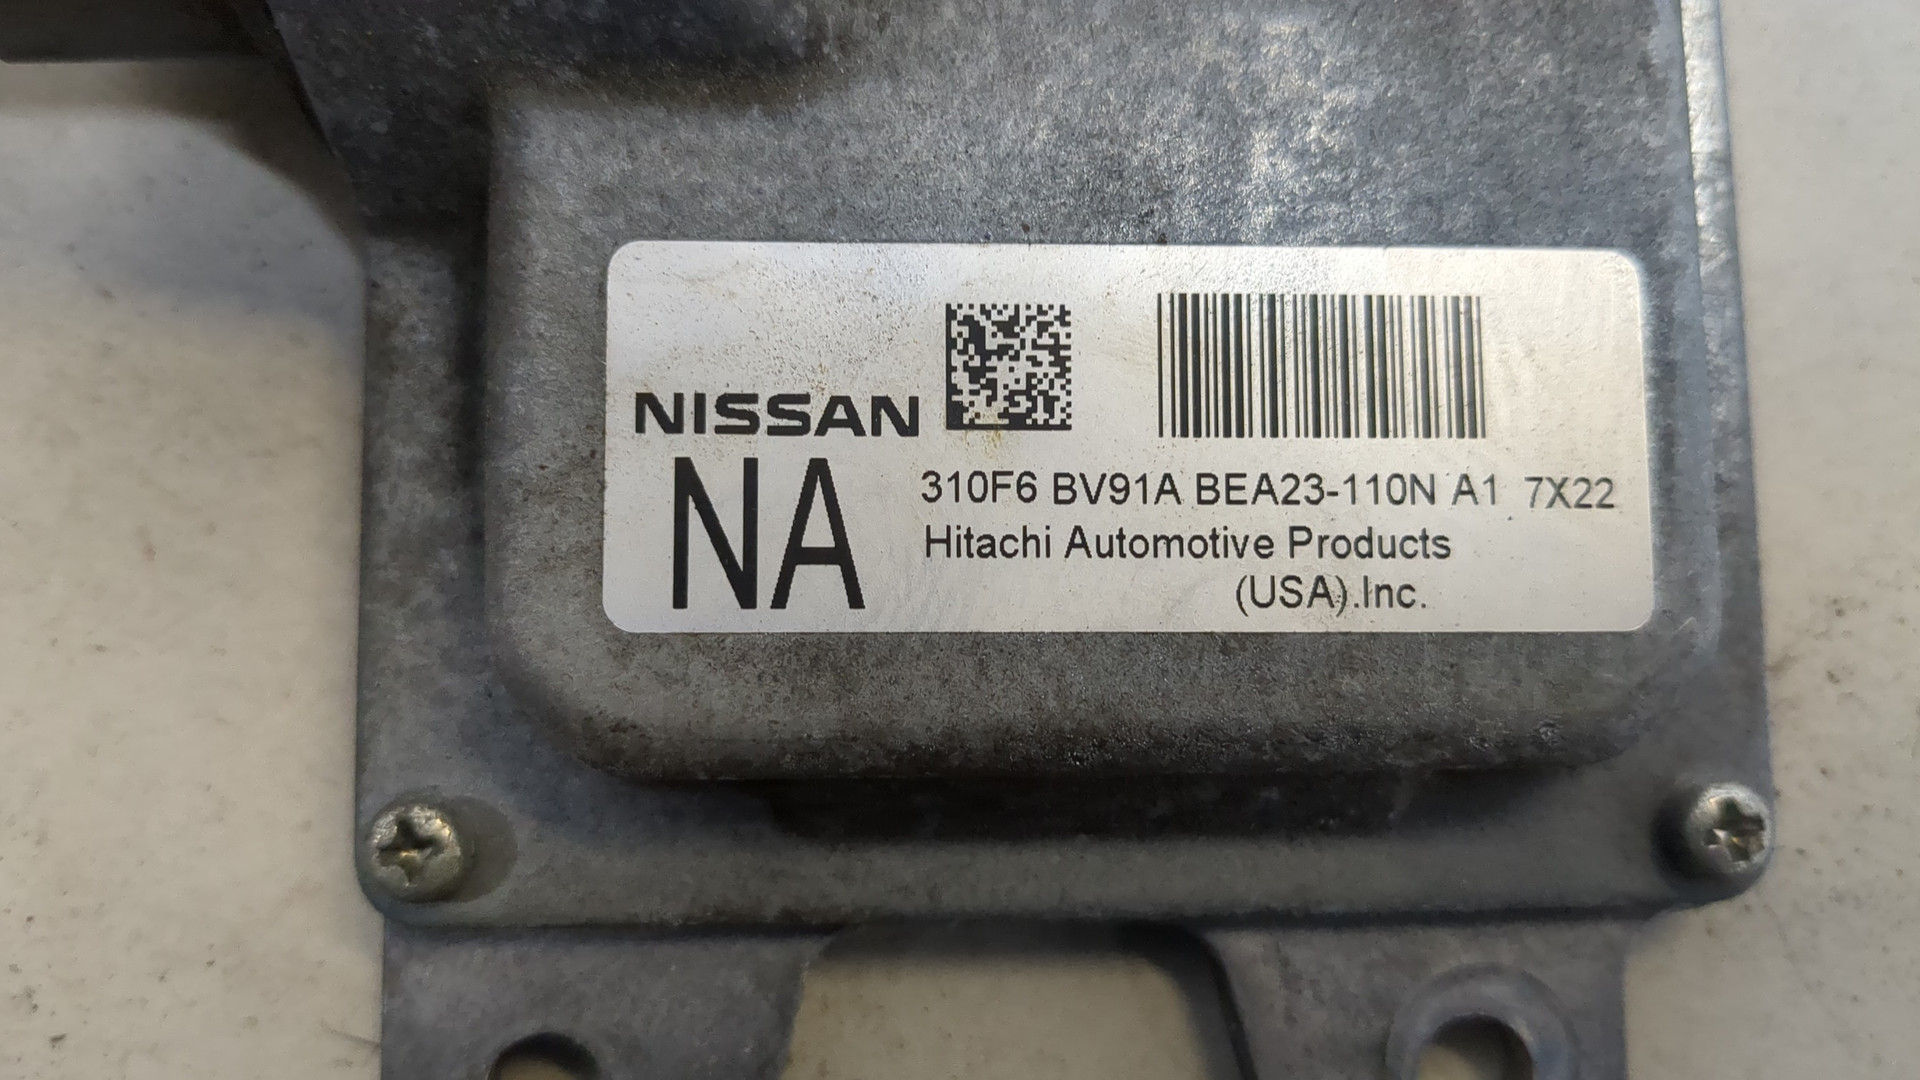 NISSAN
NA
310F6 BV91A BEA23-110N A1 7X22
Hitachi Automotive Products
(USA).Inc.